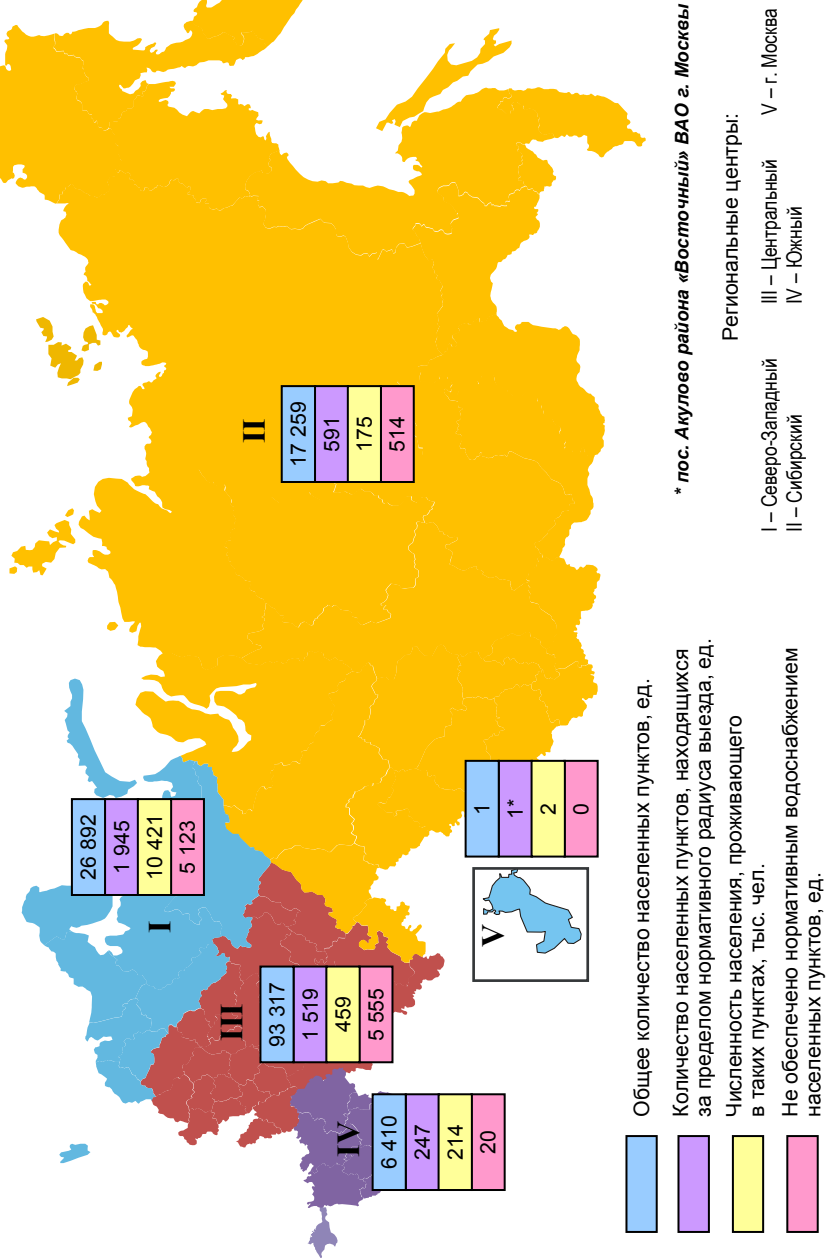 I
26 892
1 945
10 421
5 123
II
17 259
591
175
514
III
93 317
1 519
459
5 555
IV
6 410
247
214
20
V
1
1*
2
0
* пос. Акулово района «Восточный» ВАО г. Москвы
Региональные центры:
I – Северо-Западный
II – Сибирский
III – Центральный
IV – Южный
V – г. Москва
Общее количество населенных пунктов, ед.
Количество населенных пунктов, находящихся
за пределом нормативного радиуса выезда, ед.
Численность населения, проживающего
в таких пунктах, тыс. чел.
Не обеспечено нормативным водоснабжением
населенных пунктов, ед.